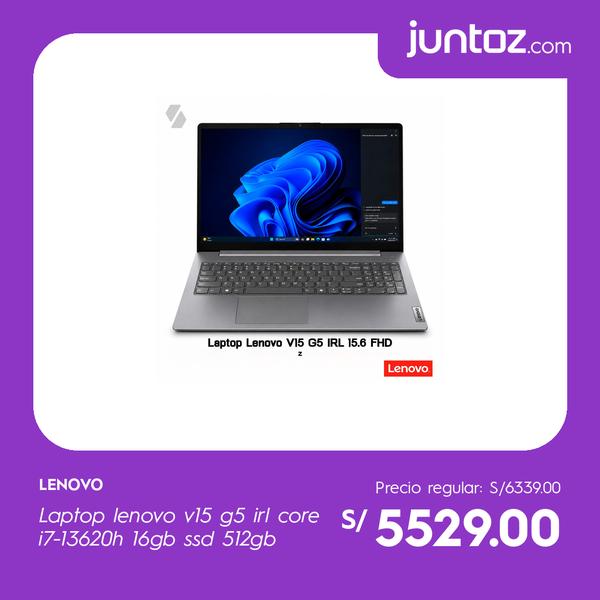 juntoz.com
Laptop Lenovo V15 G5 IRL 15.6 FHD
z
Lenovo
LENOVO
Laptop lenovo v15 g5 irl core
i7-13620h 16gb ssd 512gb
Precio regular: S/6339.00
S/ 5529.00